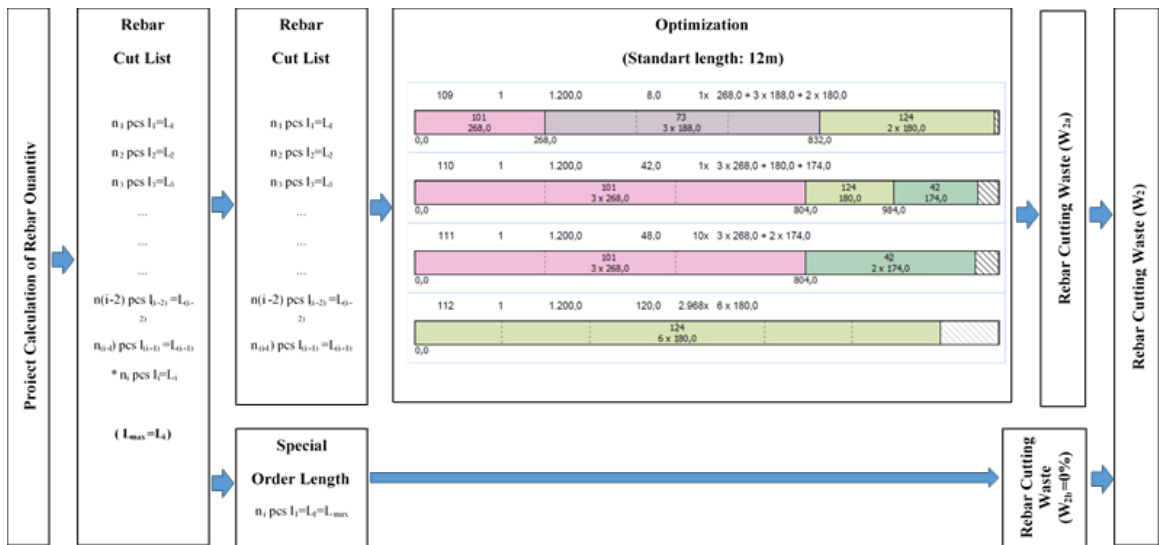 Project Calculation of Rebar Quantity
Rebar
Cut List
n1 pcs l1=L1
n2 pcs l2=L2
n3 pcs l3=L3
...
...
...
n(i-2) pcs l(i-2) =L(i-
2)
n(i-1) pcs l(i-1) =L(i-1)
* ni pcs li=Li
( Lmax=Li)
Rebar
Cut List
n1 pcs l1=L1
n2 pcs l2=L2
n3 pcs l3=L3
...
...
...
n(i-2) pcs l(i-2) =L(i-
2)
n(i-1) pcs l(i-1) =L(i-1)
Special
Order Length
ni pcs lI=LI=Lmax
Optimization
(Standart length: 12m)
109 1 1.200,0 8,0 1x 268,0 + 3 x 188,0 + 2 x 180,0
101 73 124
268,0 3 x 188,0 2 x 180,0
0,0 268,0 832,0
110 1 1.200,0 42,0 1x 3 x 268,0 + 180,0 + 174,0
101 124 42
3 x 268,0 180,0 174,0
0,0 804,0 984,0
111 1 1.200,0 48,0 10x 3 x 268,0 + 2 x 174,0
101 42
3 x 268,0 2 x 174,0
0,0 804,0
112 1 1.200,0 120,0 2.968x 6 x 180,0
124
6 x 180,0
0,0
Rebar Cutting Waste (W2a)
Rebar Cutting
Waste
(W2b=0%)
Rebar Cutting Waste (W2)